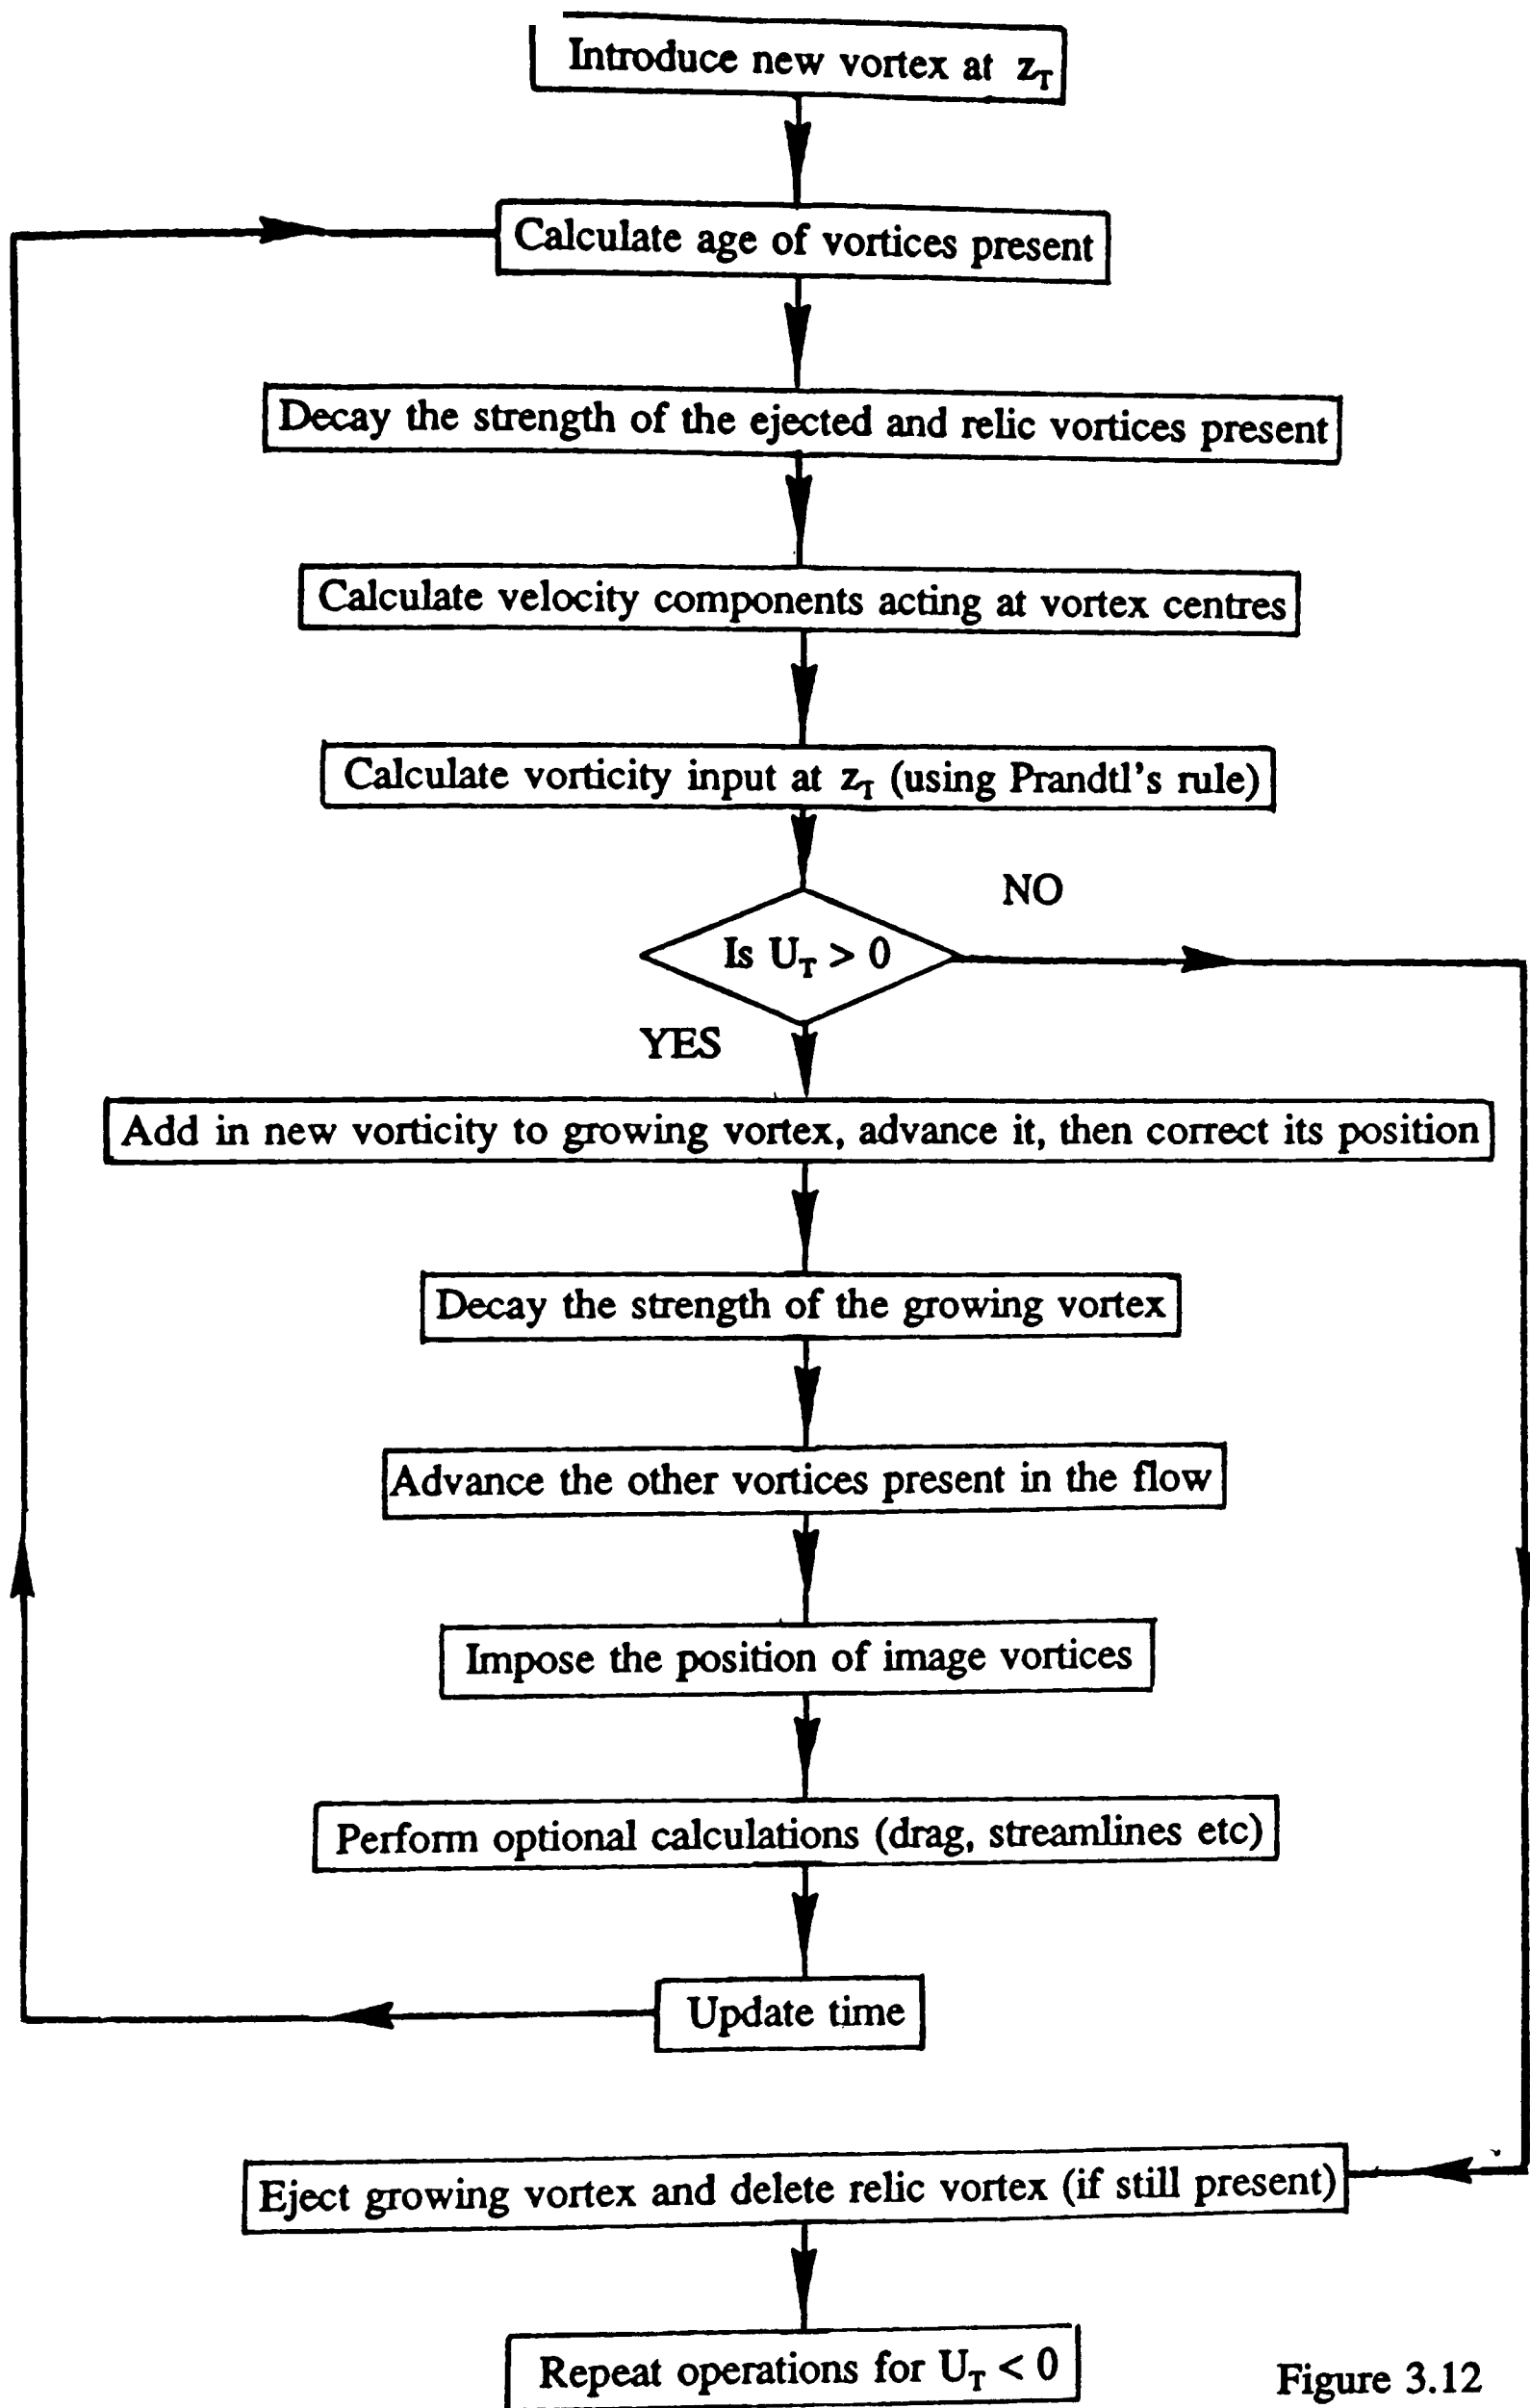 Introduce new vortex at z_T
Calculate age of vortices present
Decay the strength of the ejected and relic vortices present
Calculate velocity components acting at vortex centres
Calculate vorticity input at z_T (using Prandtl's rule)
NO
Is U_T > 0
YES
Add in new vorticity to growing vortex, advance it, then correct its position
Decay the strength of the growing vortex
Advance the other vortices present in the flow
Impose the position of image vortices
Perform optional calculations (drag, streamlines etc)
Update time
Eject growing vortex and delete relic vortex (if still present)
Repeat operations for U_T < 0
Figure 3.12